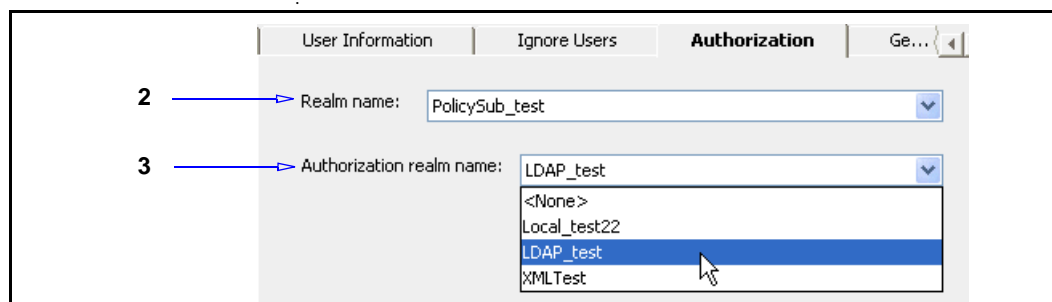 User Information Ignore Users Authorization Ge...
2 Realm name: PolicySub_test
3 Authorization realm name: LDAP_test
<None>
Local_test22
LDAP_test
XMLTest